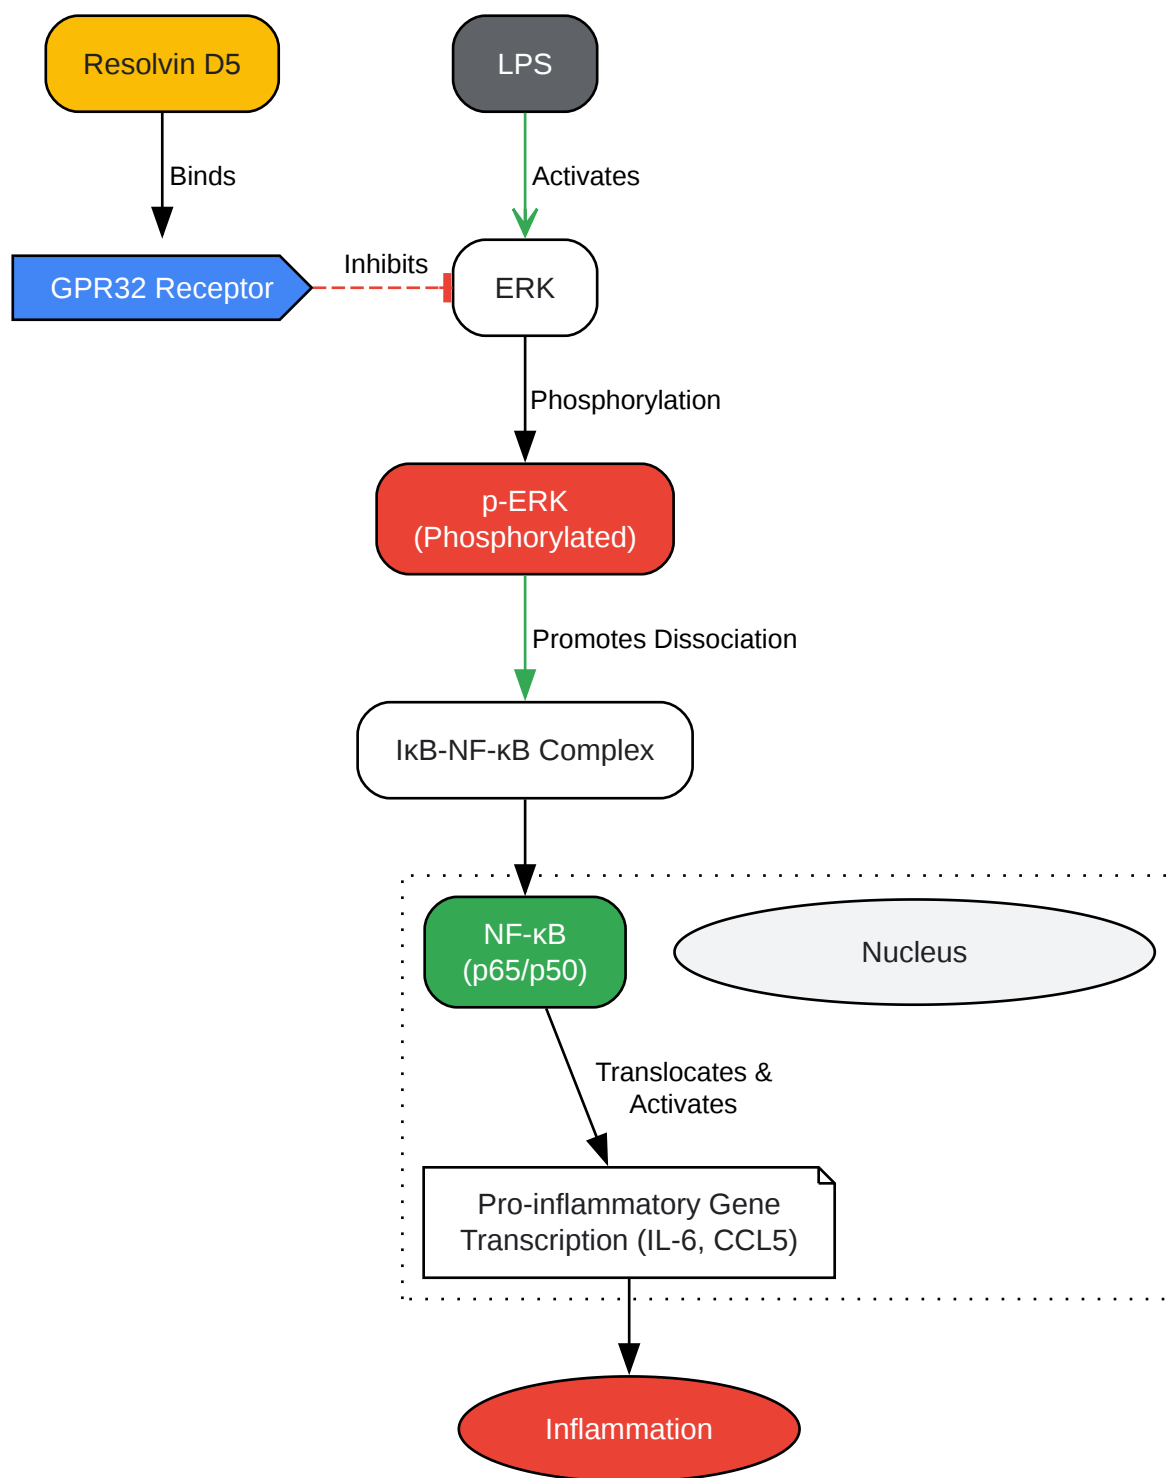 Resolvin D5
LPS
Binds
Activates
GPR32 Receptor
Inhibits
ERK
Phosphorylation
p-ERK
(Phosphorylated)
Promotes Dissociation
IκB-NF-κB Complex
NF-κB
(p65/p50)
Nucleus
Translocates &
Activates
Pro-inflammatory Gene
Transcription (IL-6, CCL5)
Inflammation